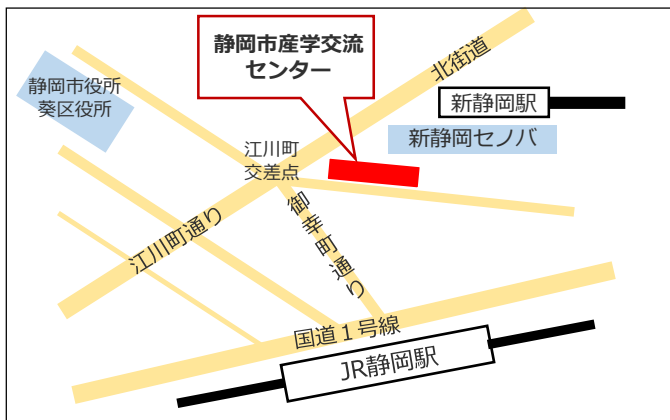 静岡市産学交流
センター
北街道
静岡市役所
葵区役所
新静岡駅
新静岡セノバ
江川町
交差点
江川町通り
御幸町通り
国道１号線
JR静岡駅